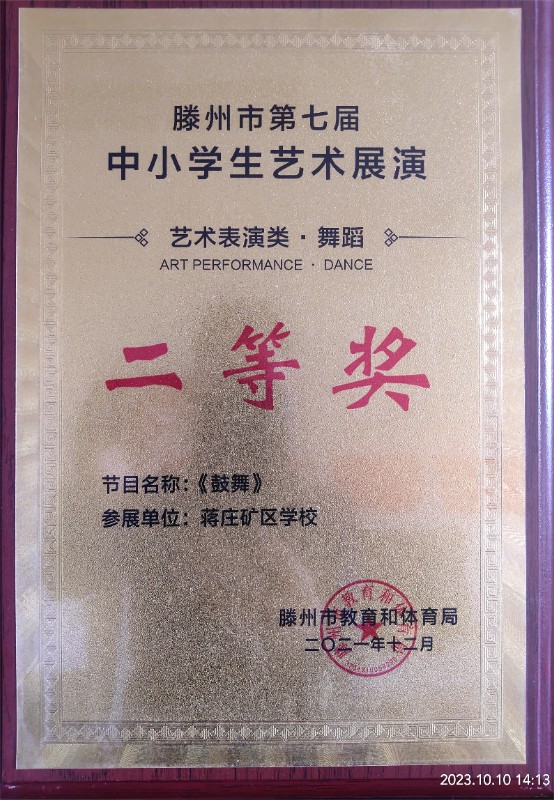 滕州市第七届
中小学生艺术展演
艺术表演类·舞蹈
ART PERFORMANCE · DANCE
二等奖
节目名称：《鼓舞》
参展单位：蒋庄矿区学校
滕州市教育和体育局
二〇二一年十二月
2023.10.10 14:13